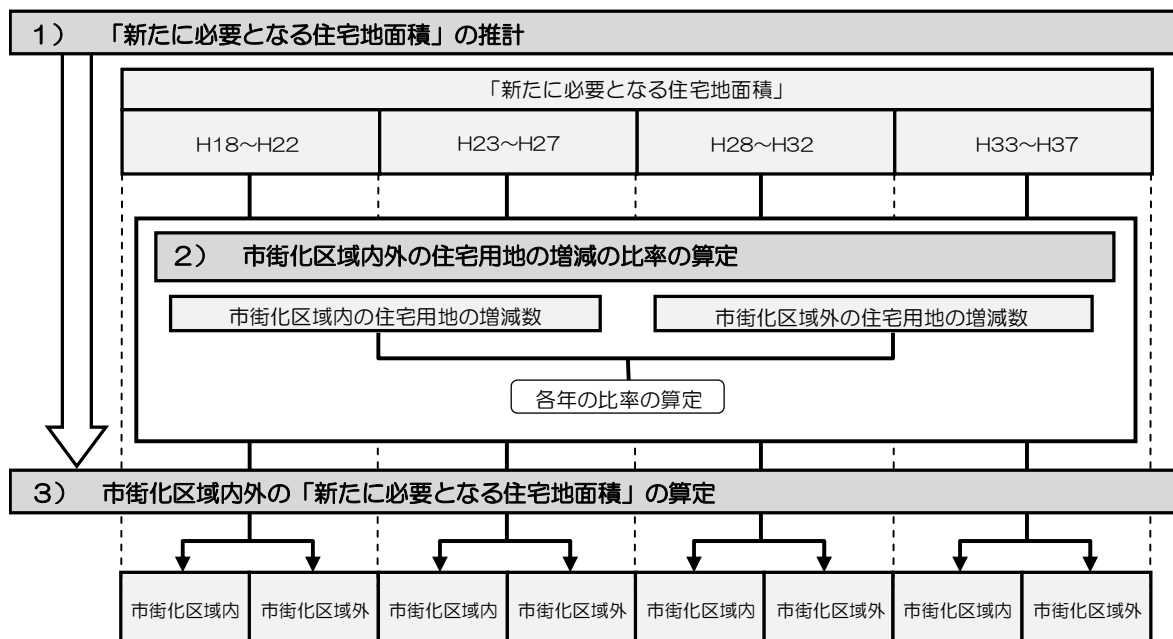 1） 「新たに必要となる住宅地面積」の推計
「新たに必要となる住宅地面積」
H18～H22 H23～H27 H28～H32 H33～H37
2） 市街化区域内外の住宅用地の増減の比率の算定
市街化区域内の住宅用地の増減数 市街化区域外の住宅用地の増減数
各年の比率の算定
3） 市街化区域内外の「新たに必要となる住宅地面積」の算定
市街化区域内 市街化区域外 市街化区域内 市街化区域外 市街化区域内 市街化区域外 市街化区域内 市街化区域外